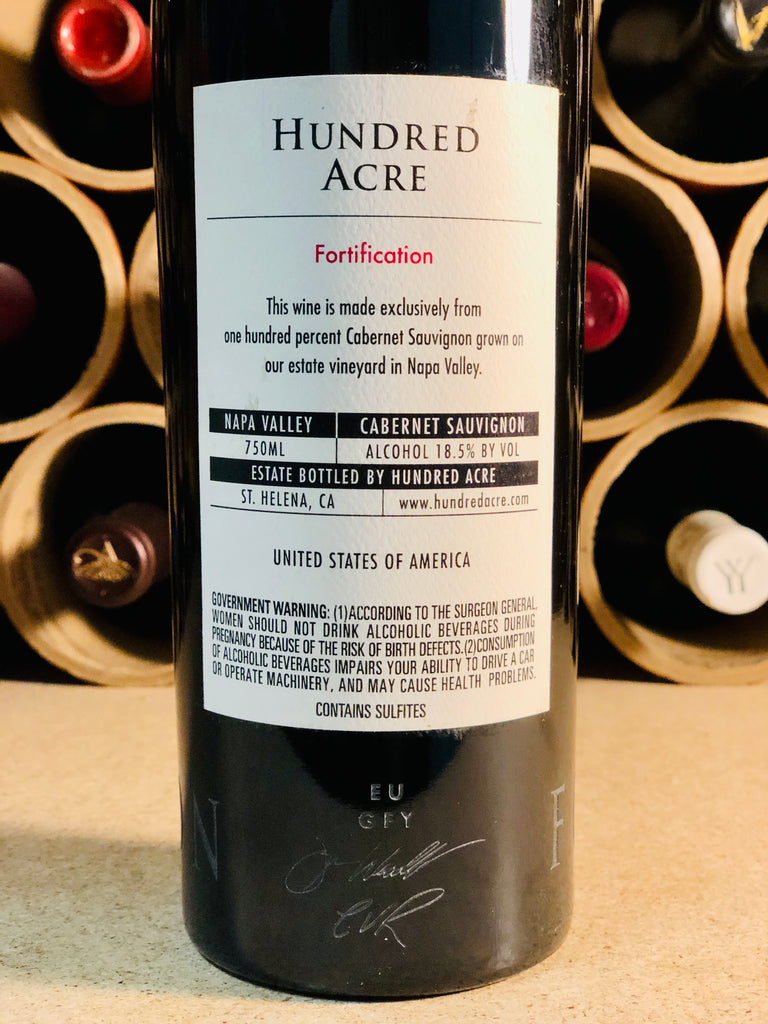 HUNDRED
ACRE
Fortification
This wine is made exclusively from
one hundred percent Cabernet Sauvignon grown on
our estate vineyard in Napa Valley.
NAPA VALLEY CABERNET SAUVIGNON
750ML ALCOHOL 18.5% BY VOL
ESTATE BOTTLED BY HUNDRED ACRE
ST. HELENA, CA www.hundredacre.com
UNITED STATES OF AMERICA
GOVERNMENT WARNING: (1)ACCORDING TO THE SURGEON GENERAL,
WOMEN SHOULD NOT DRINK ALCOHOLIC BEVERAGES DURING
PREGNANCY BECAUSE OF THE RISK OF BIRTH DEFECTS.(2)CONSUMPTION
OF ALCOHOLIC BEVERAGES IMPAIRS YOUR ABILITY TO DRIVE A CAR
OR OPERATE MACHINERY, AND MAY CAUSE HEALTH PROBLEMS.
CONTAINS SULFITES
EU
GFY
N F